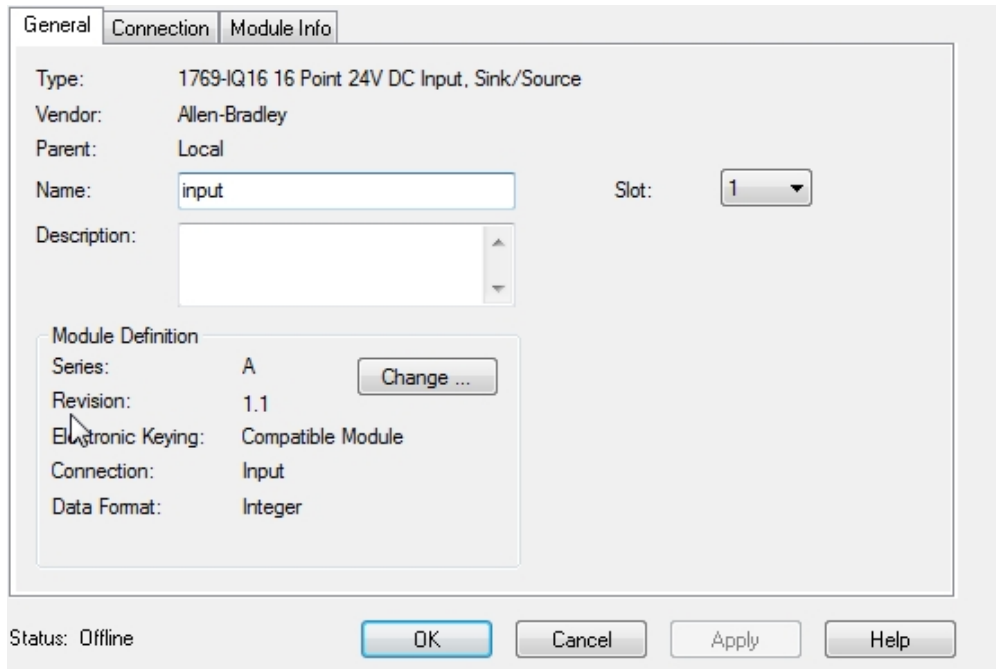 General Connection Module Info
Type: 1769-IQ16 16 Point 24V DC Input, Sink/Source
Vendor: Allen-Bradley
Parent: Local
Name: input Slot: 1
Description:
Module Definition
Series: A Change ...
Revision: 1.1
Electronic Keying: Compatible Module
Connection: Input
Data Format: Integer
Status: Offline OK Cancel Apply Help